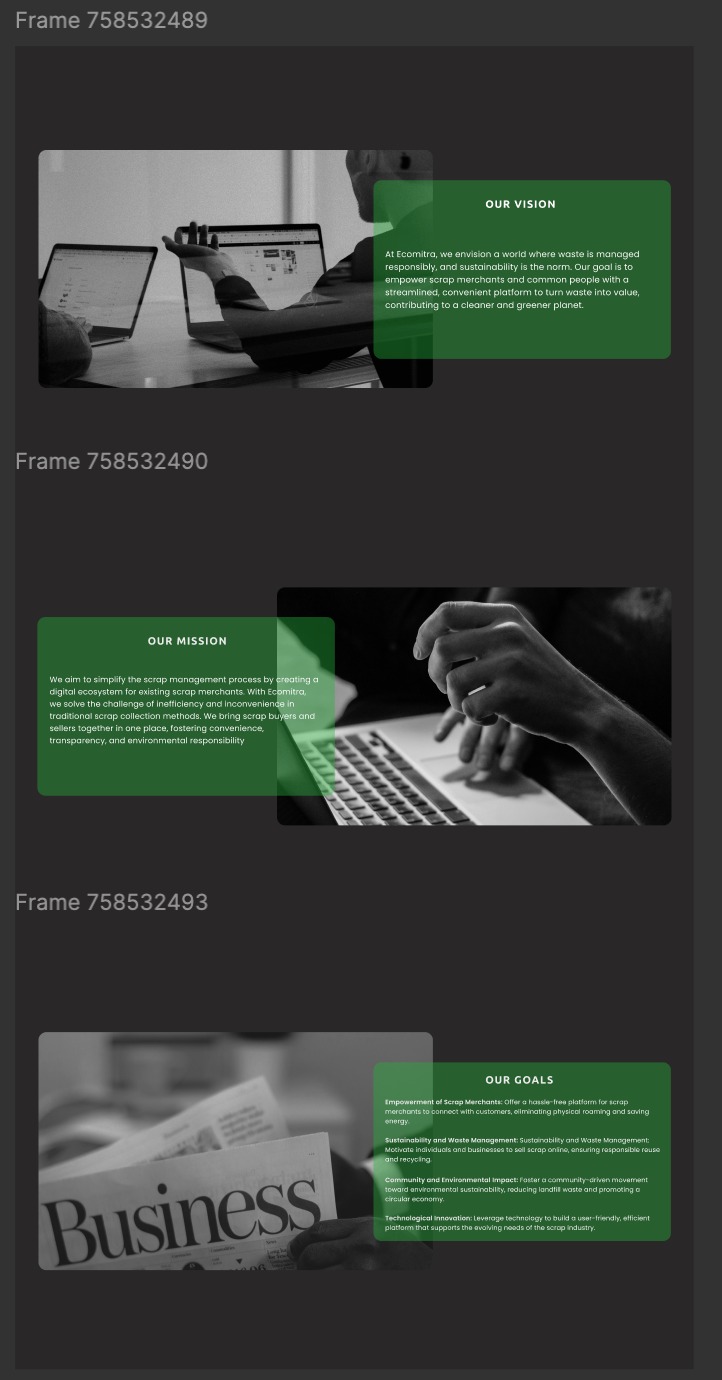 Frame 758532489
OUR VISION
At Ecomitra, we envision a world where waste is managed
responsibly, and sustainability is the norm. Our goal is to
empower scrap merchants and common people with a
streamlined, convenient platform to turn waste into value,
contributing to a cleaner and greener planet.
Frame 758532490
OUR MISSION
We aim to simplify the scrap management process by creating a
digital ecosystem for existing scrap merchants. With Ecomitra,
we solve the challenge of inefficiency and inconvenience in
traditional scrap collection methods. We bring scrap buyers and
sellers together in one place, fostering convenience,
transparency, and environmental responsibility
Frame 758532493
Business
OUR GOALS
Empowerment of Scrap Merchants: Offer a hassle-free platform for scrap
merchants to connect with customers, eliminating physical roaming and saving
energy.
Sustainability and Waste Management: Sustainability and Waste Management:
Motivate individuals and businesses to sell scrap online, ensuring responsible reuse
and recycling.
Community and Environmental Impact: Foster a community-driven movement
toward environmental sustainability, reducing landfill waste and promoting a
circular economy.
Technological Innovation: Leverage technology to build a user-friendly, efficient
platform that supports the evolving needs of the scrap industry.